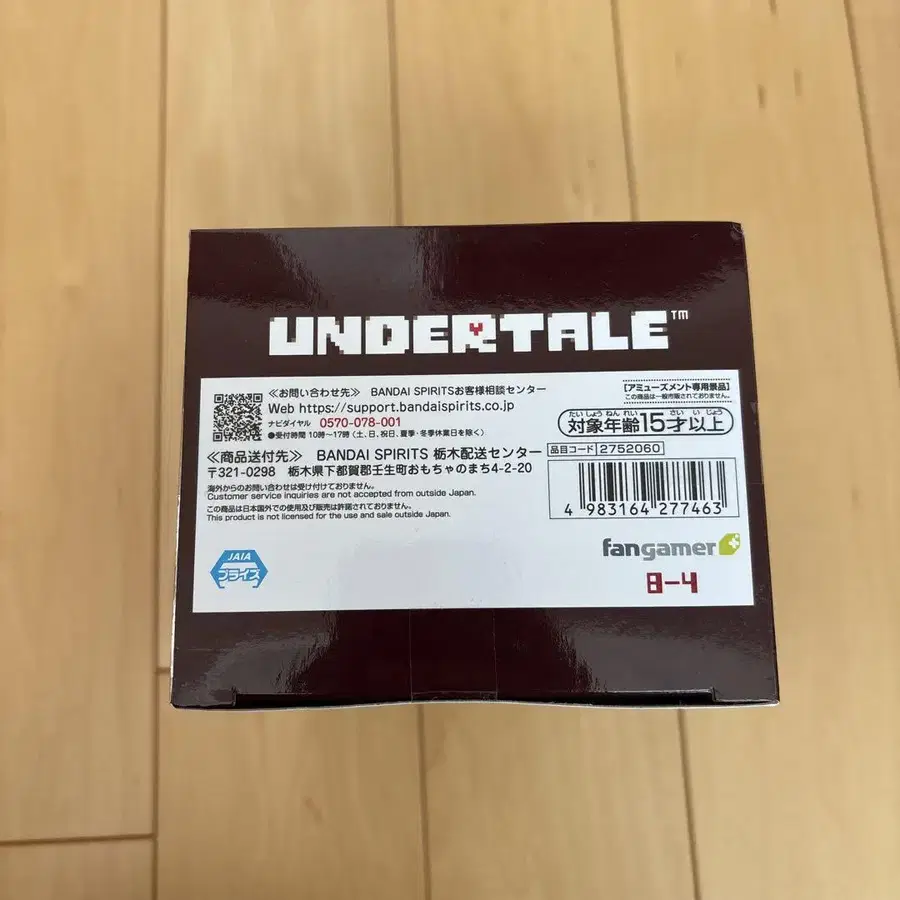 UNDERTALE™
≪お問い合わせ先≫ BANDAI SPIRITSお客様相談センター
Web https://support.bandaispirits.co.jp
ナビダイヤル 0570-078-001
●受付時間 10時〜17時 (土、日、祝日、夏季・冬季休業日を除く)
【アミューズメント専用景品】
この商品は一般市販されておりません。
たいしょうねんれい さい いじょう
対象年齢15才以上
≪商品送付先≫ BANDAI SPIRITS 栃木配送センター
〒321-0298 栃木県下都賀郡壬生町おもちゃのまち4-2-20
海外からのお問い合わせは受け付けておりません。
Customer service inquiries are not accepted from outside Japan.
この商品は日本国外での使用及び販売は許諾されておりません。
This product is not licensed for the use and sale outside Japan.
品目コード 2752060
4 983164 277463
JAIA
プライズ
fangamer
8-4